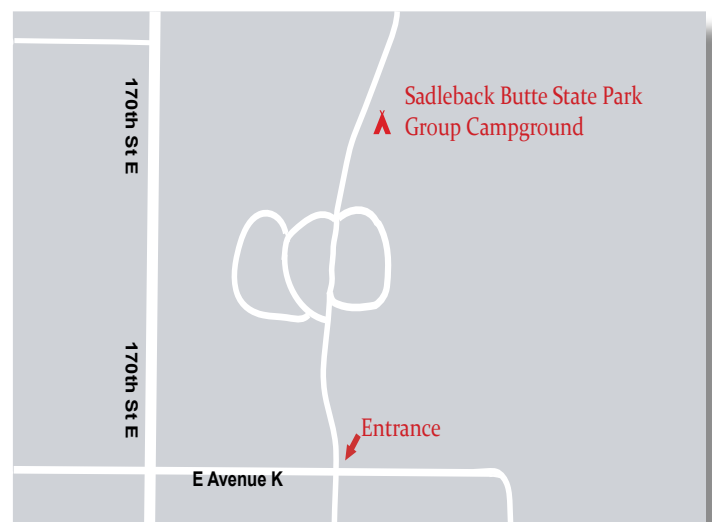 170th St E
Sadleback Butte State Park
Group Campground
170th St E
Entrance
E Avenue K